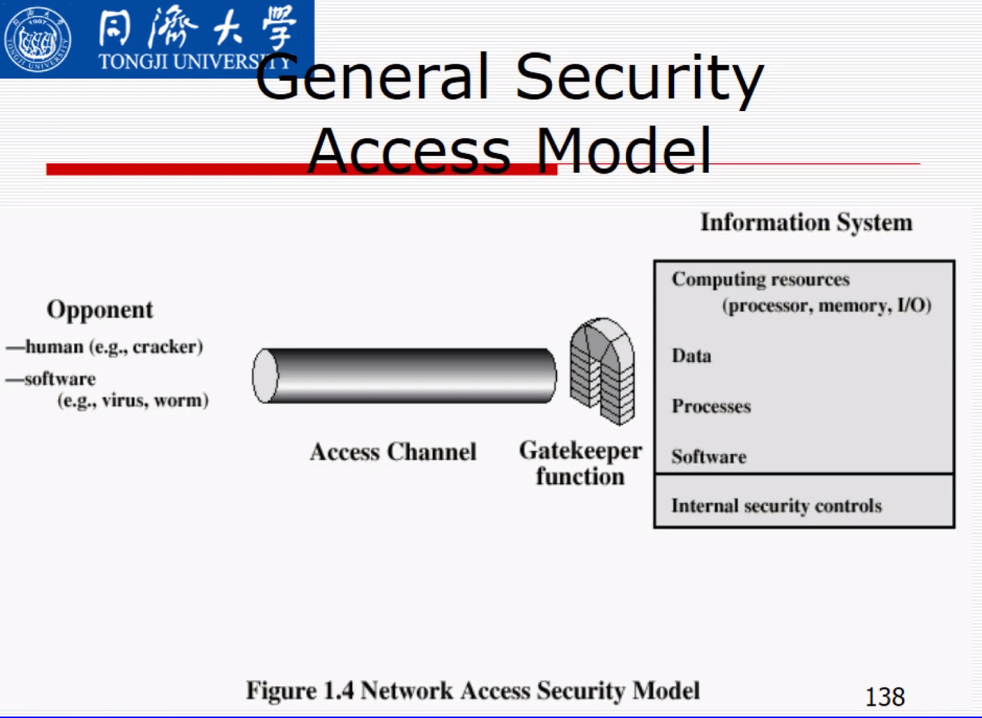 同濟大學
TONGJI UNIVERSITY
General Security
Access Model
Information System
Opponent
—human (e.g., cracker)
—software
(e.g., virus, worm)
Access Channel
Gatekeeper
function
Computing resources
(processor, memory, I/O)
Data
Processes
Software
Internal security controls
Figure 1.4 Network Access Security Model
138